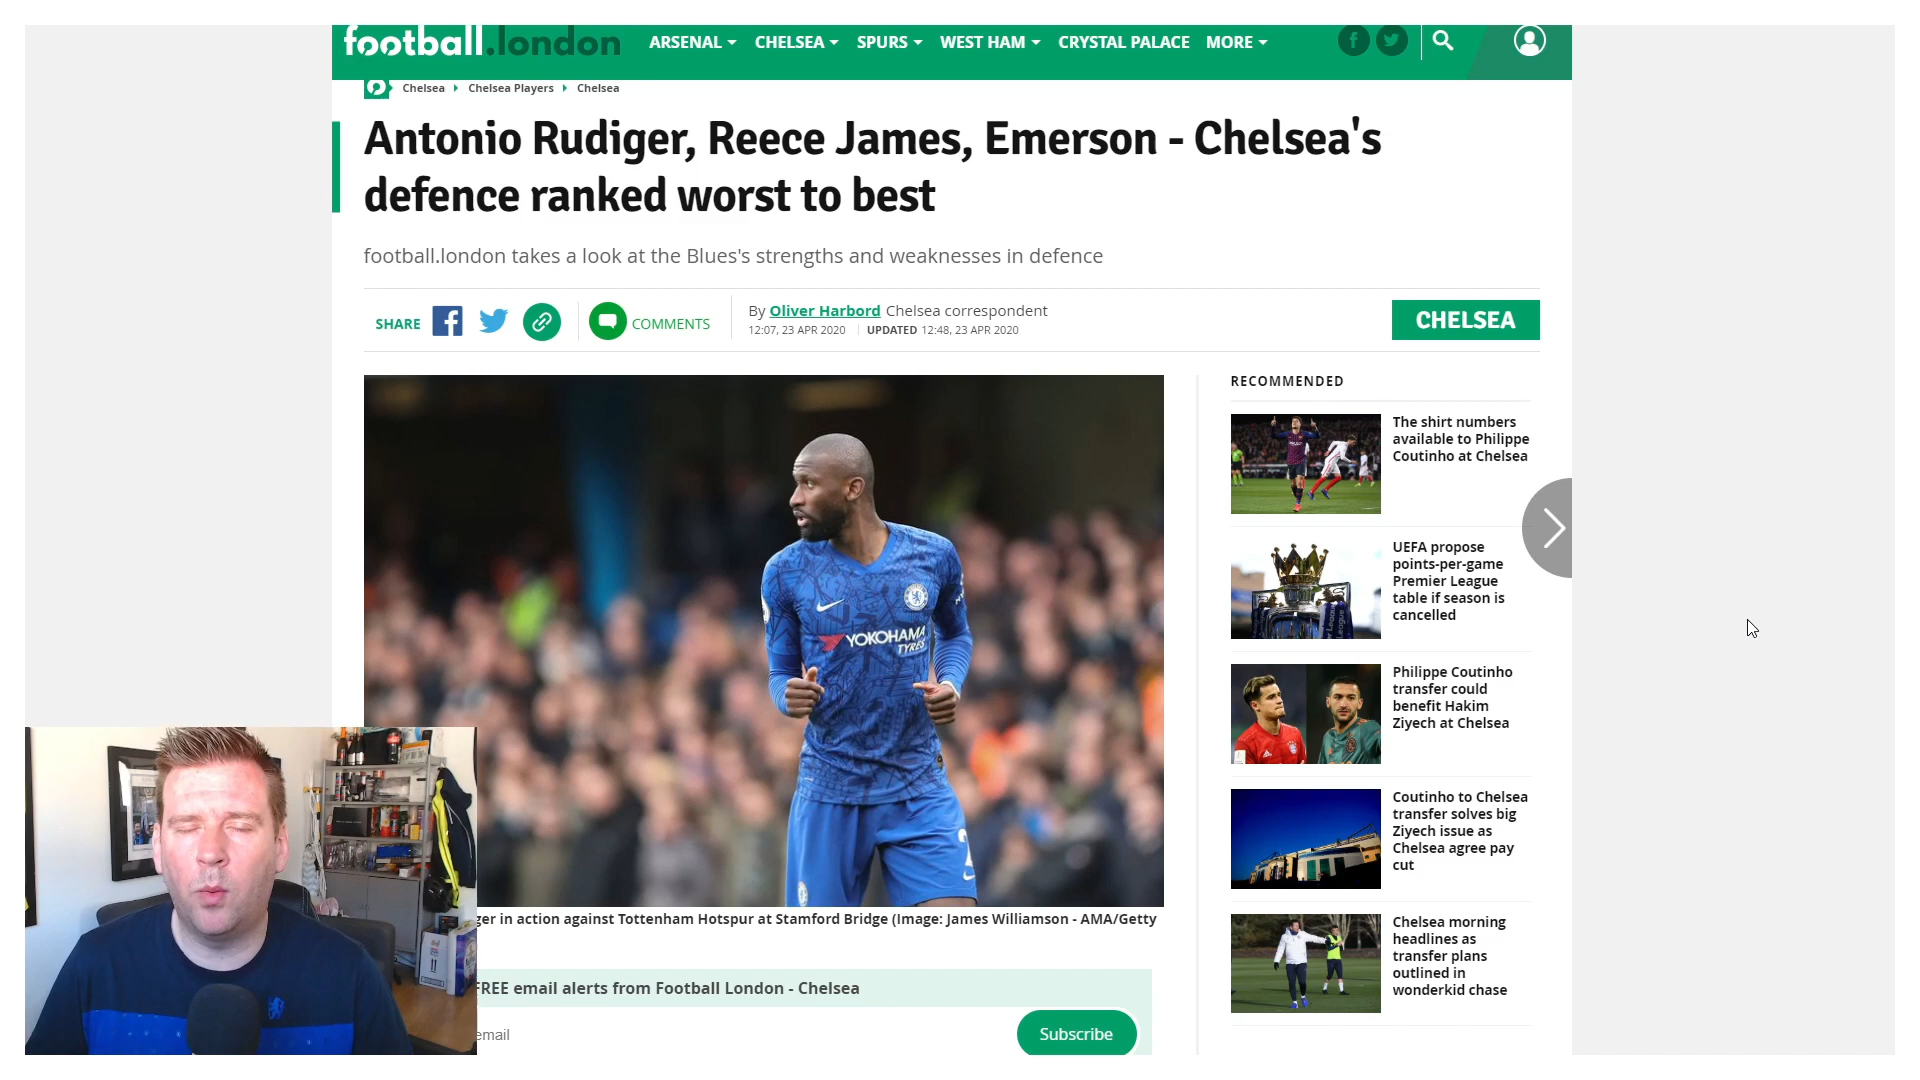 football.london
ARSENAL CHELSEA SPURS WEST HAM CRYSTAL PALACE MORE
Chelsea Chelsea Players Chelsea
Antonio Rudiger, Reece James, Emerson - Chelsea's
defence ranked worst to best
football.london takes a look at the Blues's strengths and weaknesses in defence
SHARE
COMMENTS
By Oliver Harbord Chelsea correspondent
12:07, 23 APR 2020 UPDATED 12:48, 23 APR 2020
CHELSEA
YOKOHAMA
TYRES
ger in action against Tottenham Hotspur at Stamford Bridge (Image: James Williamson - AMA/Getty
FREE email alerts from Football London - Chelsea
email
Subscribe
RECOMMENDED
The shirt numbers
available to Philippe
Coutinho at Chelsea
UEFA propose
points-per-game
Premier League
table if season is
cancelled
Philippe Coutinho
transfer could
benefit Hakim
Ziyech at Chelsea
Coutinho to Chelsea
transfer solves big
Ziyech issue as
Chelsea agree pay
cut
Chelsea morning
headlines as
transfer plans
outlined in
wonderkid chase